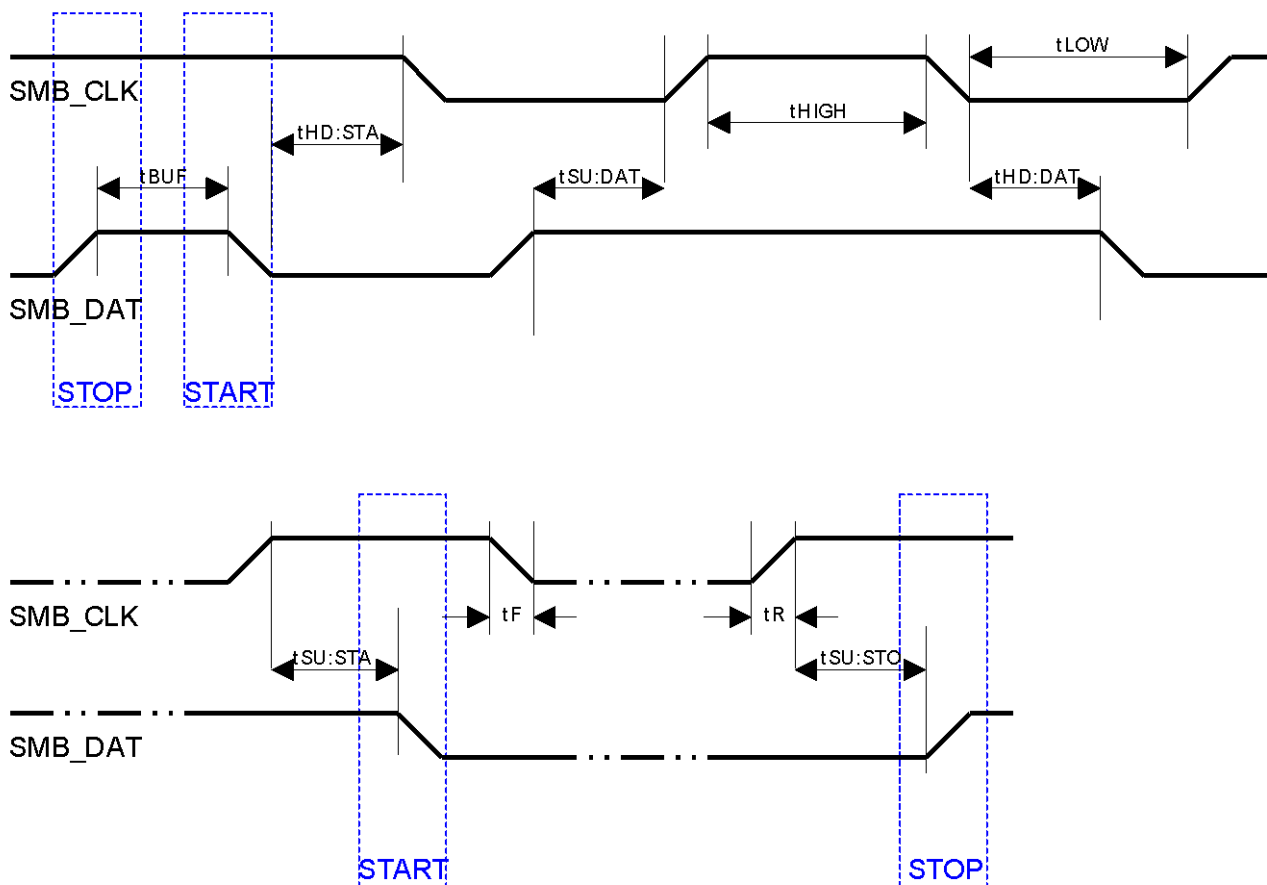 tLOW
SMB_CLK
tHIGH
tHD:STA
tBUF
tSU:DAT
tHD:DAT
SMB_DAT
STOP
START
SMB_CLK
tF
tR
tSU:STA
tSU:STO
SMB_DAT
START
STOP